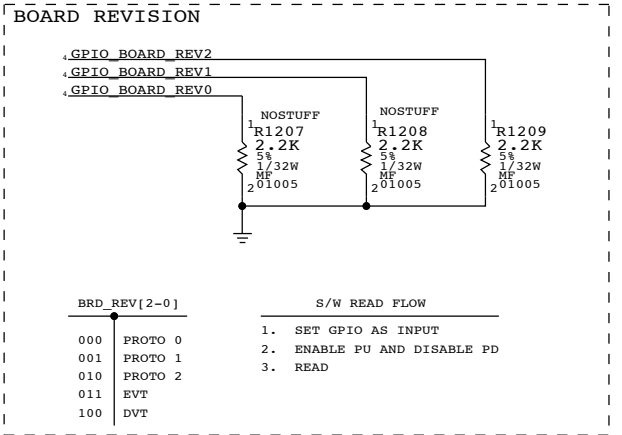 BOARD REVISION
4 GPIO_BOARD_REV2
4 GPIO_BOARD_REV1
4 GPIO_BOARD_REV0
NOSTUFF
1
R1207
2.2K
5%
1/32W
MF
2 01005
NOSTUFF
1
R1208
2.2K
5%
1/32W
MF
2 01005
1
R1209
2.2K
5%
1/32W
MF
2 01005
BRD_REV[2-0]
000 PROTO 0
001 PROTO 1
010 PROTO 2
011 EVT
100 DVT
S/W READ FLOW
1. SET GPIO AS INPUT
2. ENABLE PU AND DISABLE PD
3. READ